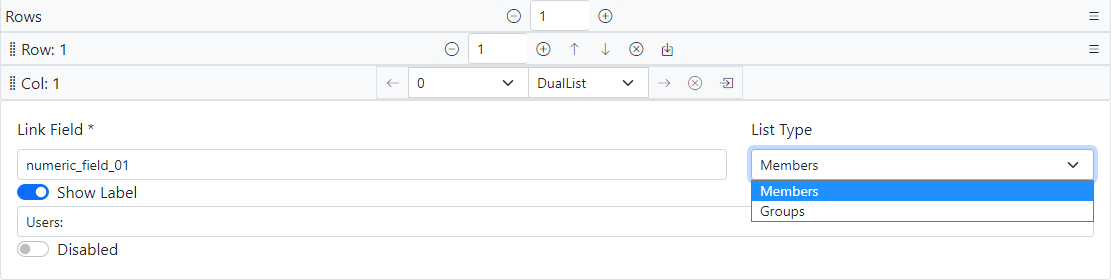 Rows 1
Row: 1 1
Col: 1 0 DualList
Link Field * List Type
numeric_field_01 Members
Show Label Members
Groups
Users:
Disabled